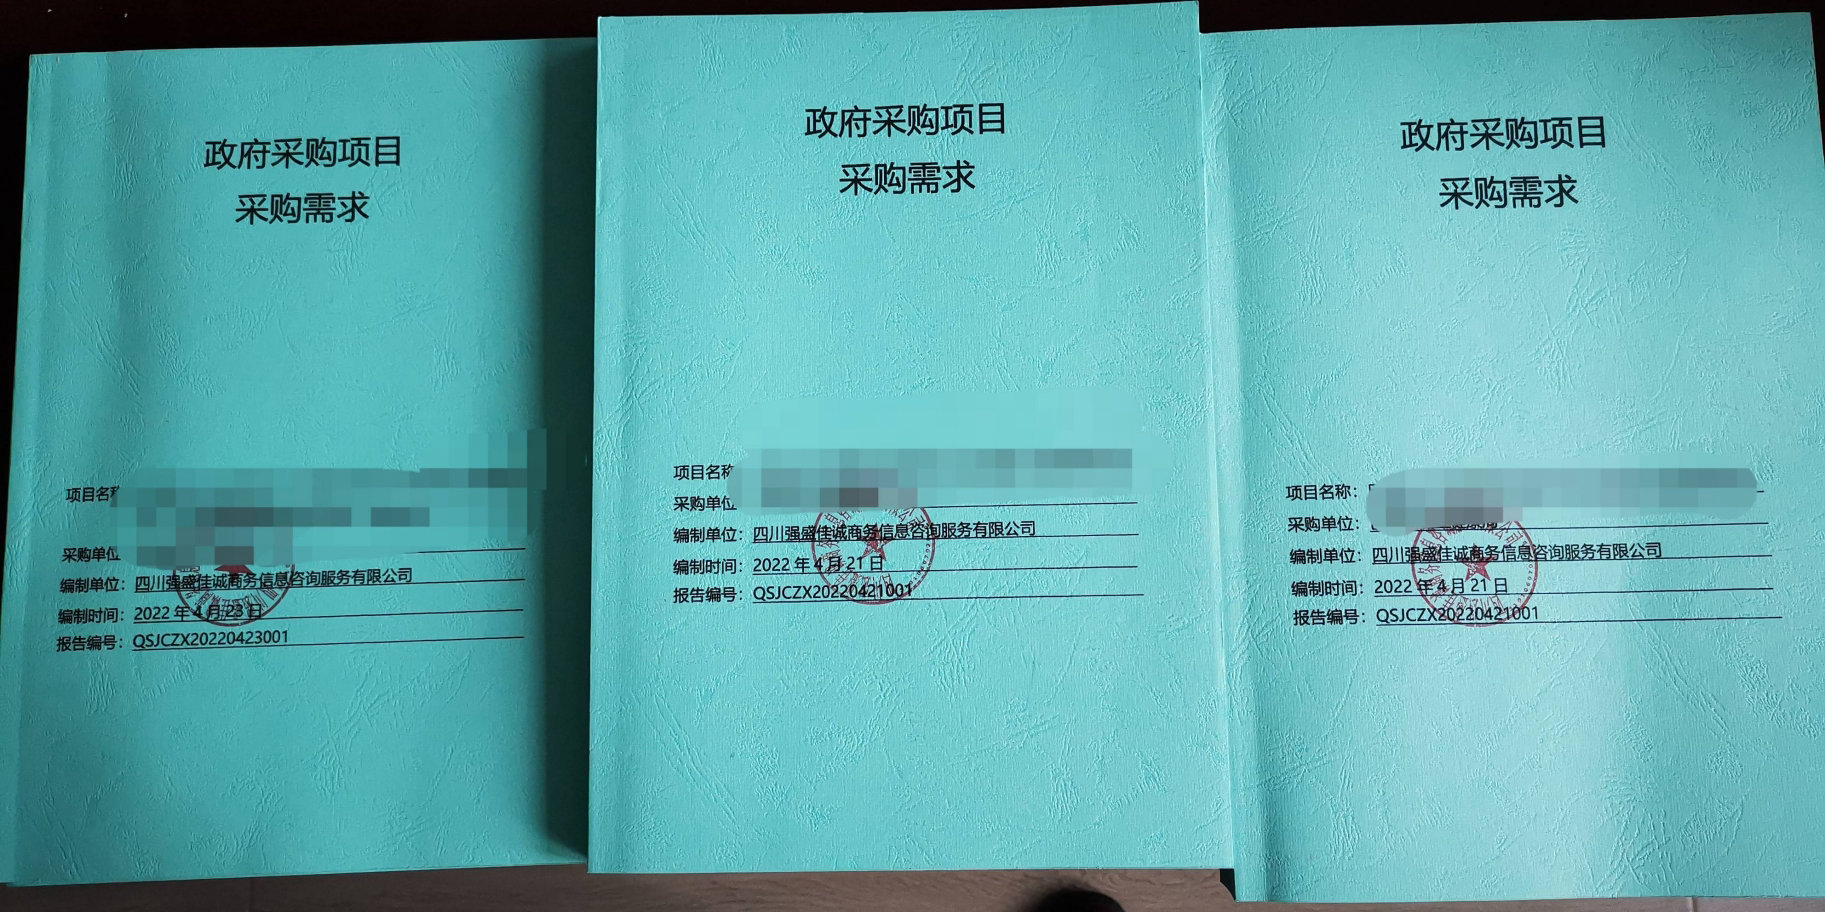 政府采购项目
采购需求
项目名称
采购单位
编制单位：四川强盛佳诚商务信息咨询服务有限公司
编制时间：2022年4月23日
报告编号：QSJCZX20220423001
政府采购项目
采购需求
项目名称
采购单位
编制单位：四川强盛佳诚商务信息咨询服务有限公司
编制时间：2022年4月21日
报告编号：QSJCZX20220421001
政府采购项目
采购需求
项目名称：
采购单位：
编制单位：四川强盛佳诚商务信息咨询服务有限公司
编制时间：2022年4月21日
报告编号：QSJCZX20220421001